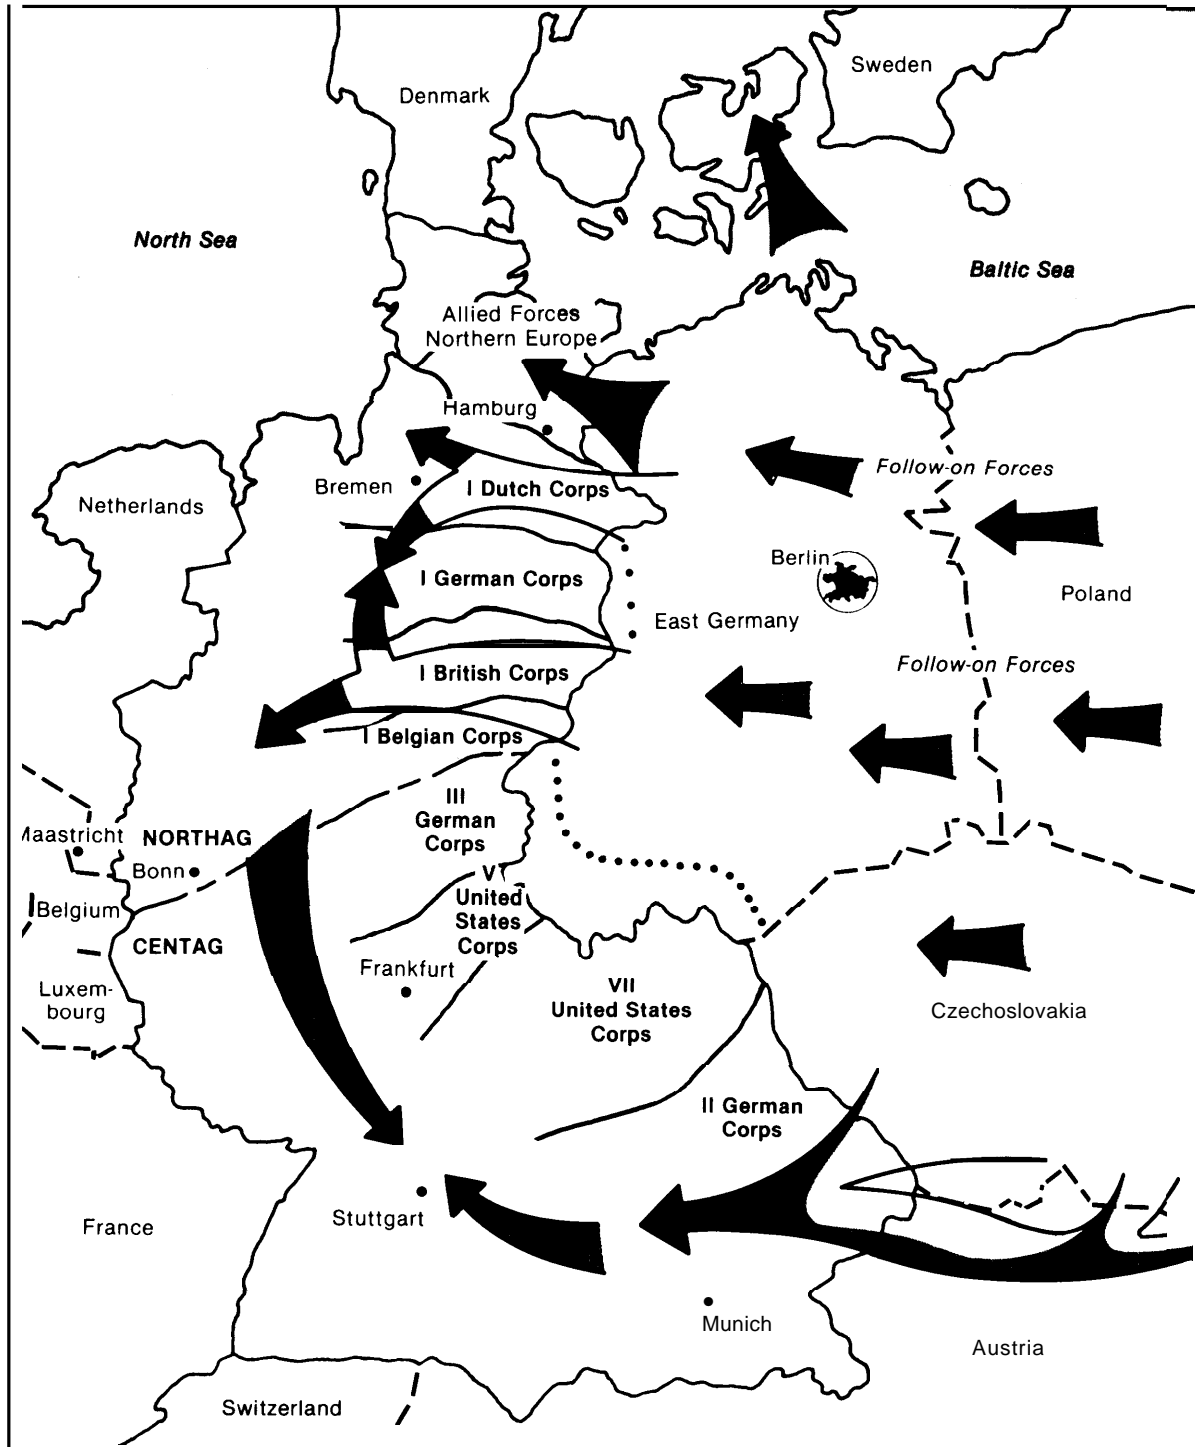 Sweden
Denmark
North Sea
Baltic Sea
Allied Forces
Northern Europe
Hamburg
Follow-on Forces
Bremen
I Dutch Corps
Netherlands
Berlin
I German Corps
Poland
East Germany
Follow-on Forces
I British Corps
I Belgian Corps
III
German
Corps
Maastricht
NORTHAG
Bonn
V
United
States
Corps
Belgium
CENTAG
Frankfurt
VII
United States
Corps
Luxem-
bourg
Czechoslovakia
II German
Corps
Stuttgart
France
Munich
Austria
Switzerland